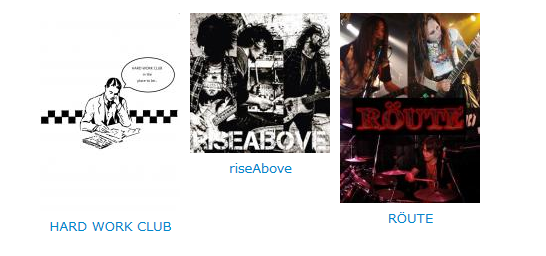 HARD WORK CLUB
is the
place to be.
HARD WORK CLUB
RISEABOVE
riseAbove
RÖUTE
RÖUTE